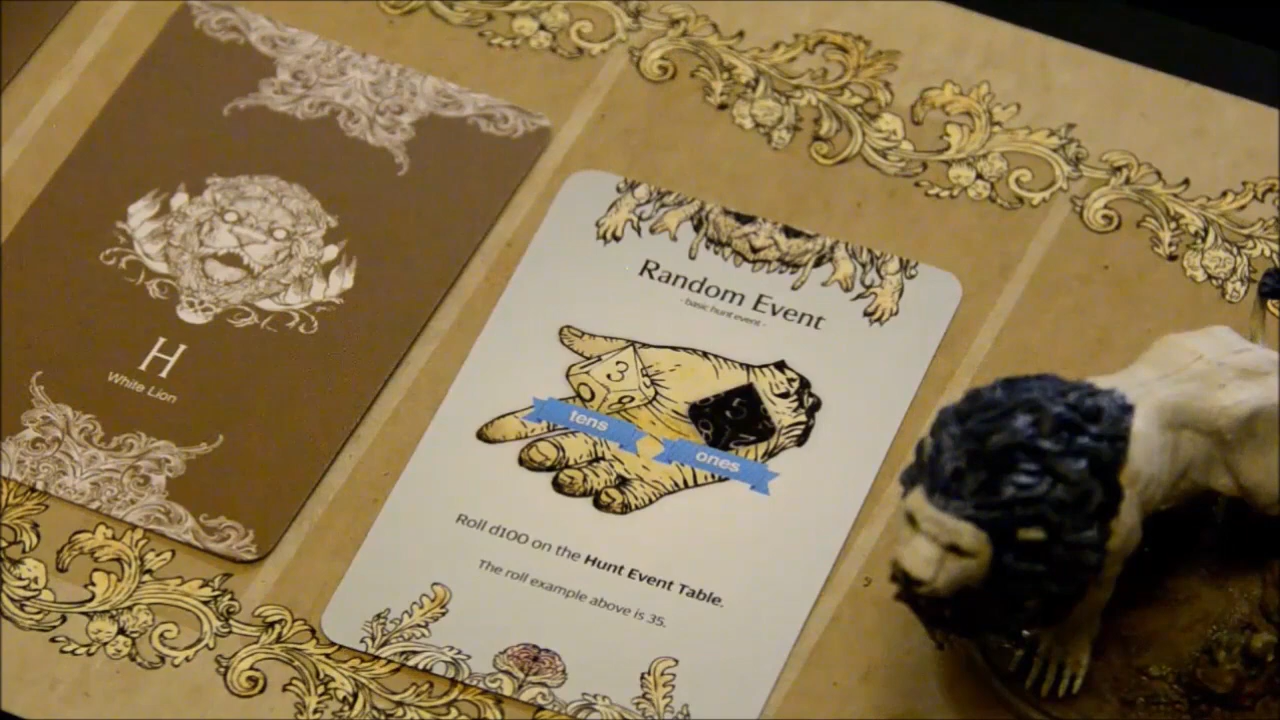 H
White Lion
Random Event
- basic hunt event -
3
tens
ones
Roll d100 on the Hunt Event Table.
The roll example above is 35.